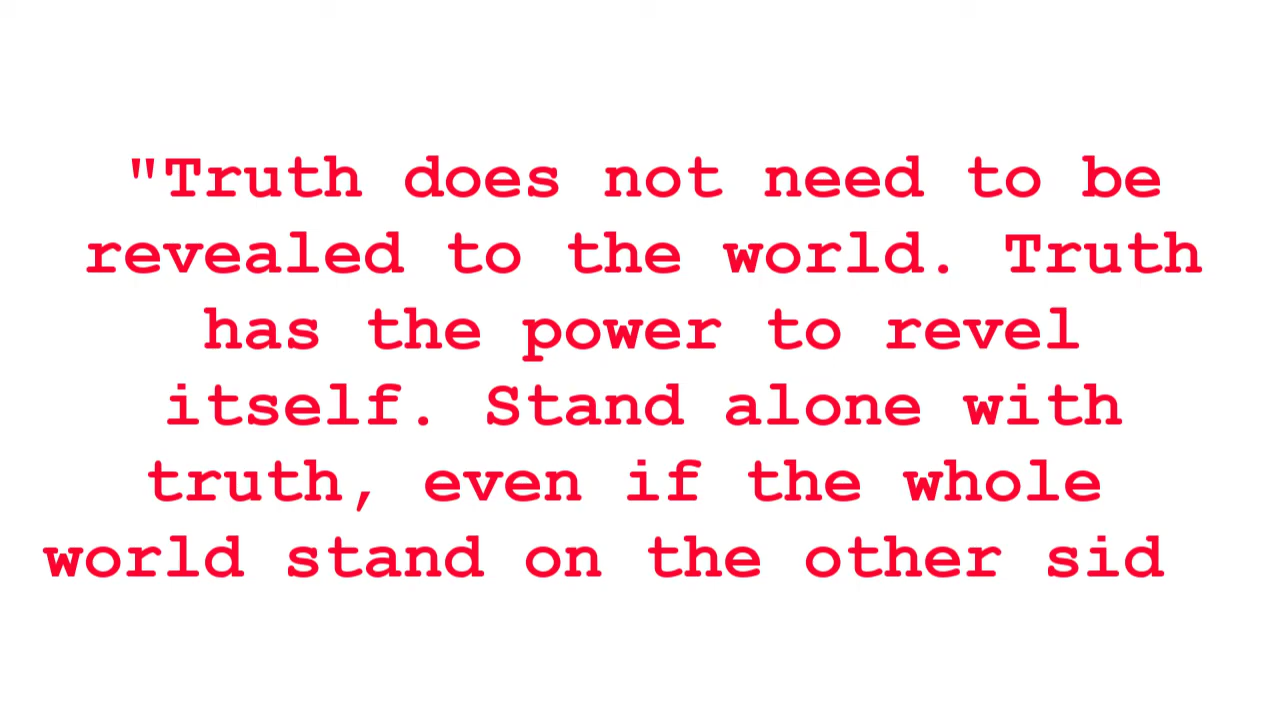 "Truth does not need to be
revealed to the world. Truth
has the power to revel
itself. Stand alone with
truth, even if the whole
world stand on the other sid